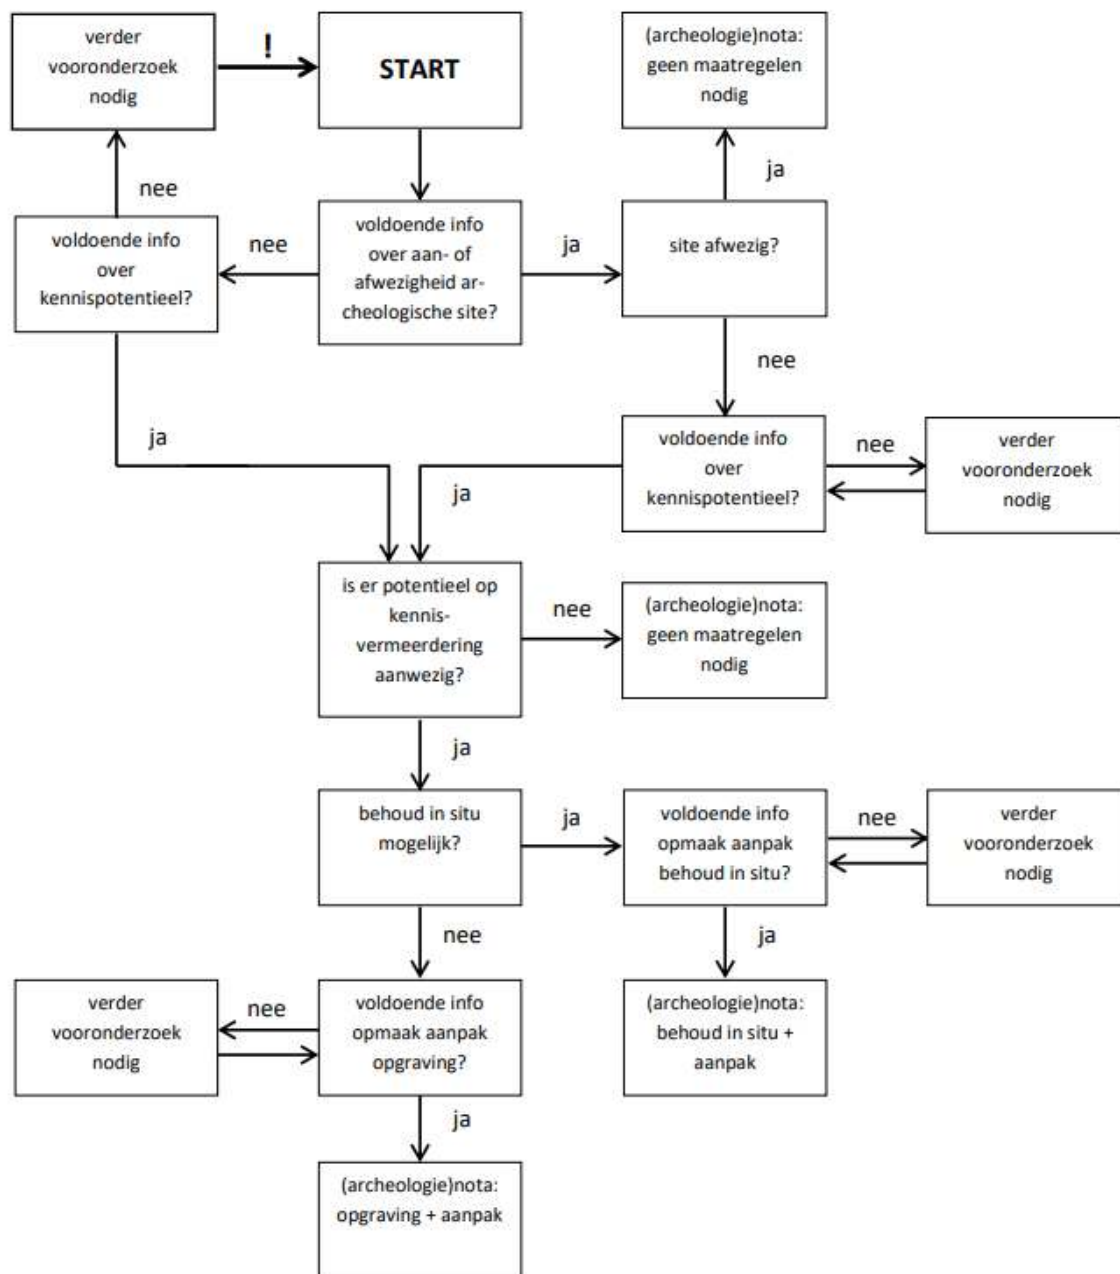 verder
vooronderzoek
nodig
!
START
(archeologie)nota:
geen maatregelen
nodig
nee
ja
voldoende info
over
kennispotentieel?
nee
voldoende info
over aan- of
afwezigheid ar-
cheologische site?
ja
site afwezig?
nee
ja
voldoende info
over
kennispotentieel?
nee
verder
vooronderzoek
nodig
ja
is er potentieel op
kennis-
vermeerdering
aanwezig?
nee
(archeologie)nota:
geen maatregelen
nodig
ja
behoud in situ
mogelijk?
ja
voldoende info
opmaak aanpak
behoud in situ?
nee
verder
vooronderzoek
nodig
nee
ja
verder
vooronderzoek
nodig
nee
voldoende info
opmaak aanpak
opgraving?
(archeologie)nota:
behoud in situ +
aanpak
ja
(archeologie)nota:
opgraving + aanpak